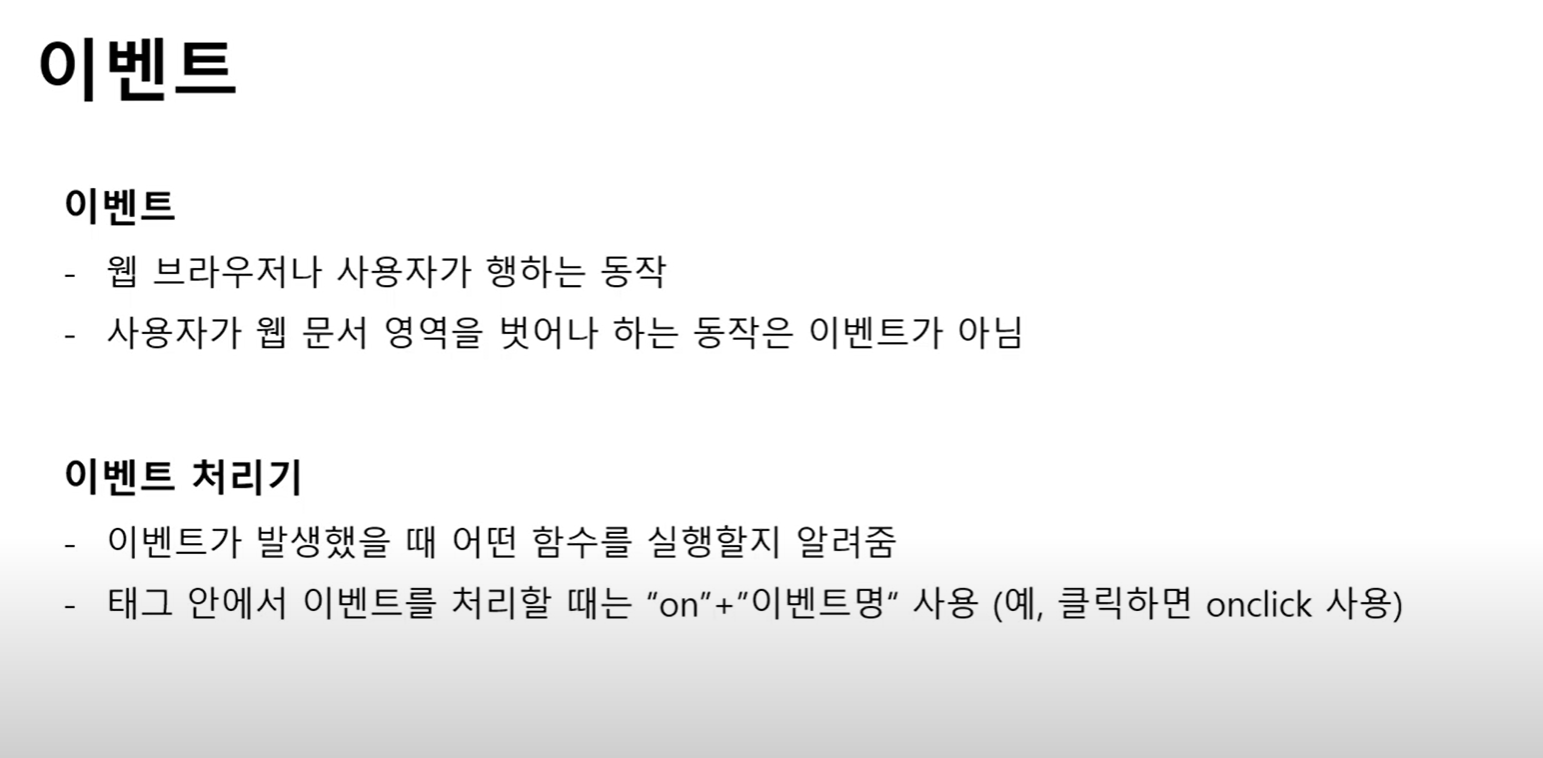 이벤트
이벤트
- 웹 브라우저나 사용자가 행하는 동작
- 사용자가 웹 문서 영역을 벗어나 하는 동작은 이벤트가 아님
이벤트 처리기
- 이벤트가 발생했을 때 어떤 함수를 실행할지 알려줌
- 태그 안에서 이벤트를 처리할 때는 “on”+”이벤트명“ 사용 (예, 클릭하면 onclick 사용)